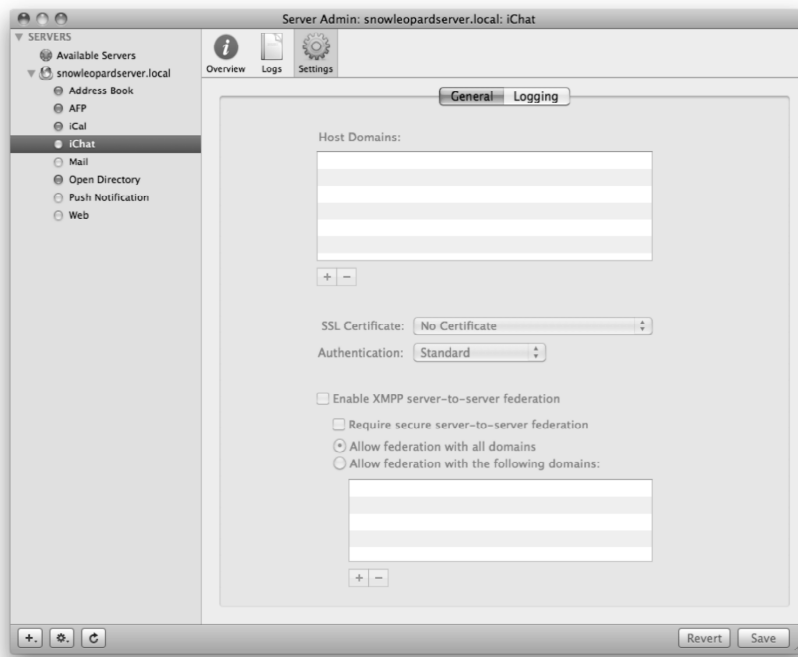 Server Admin: snowleopardserver.local: iChat
SERVERS
Available Servers
snowleopardserver.local
Address Book
AFP
iCal
iChat
Mail
Open Directory
Push Notification
Web
Overview
Logs
Settings
General
Logging
Host Domains:
+ −
SSL Certificate: No Certificate
Authentication: Standard
Enable XMPP server-to-server federation
Require secure server-to-server federation
Allow federation with all domains
Allow federation with the following domains:
+ −
Revert
Save